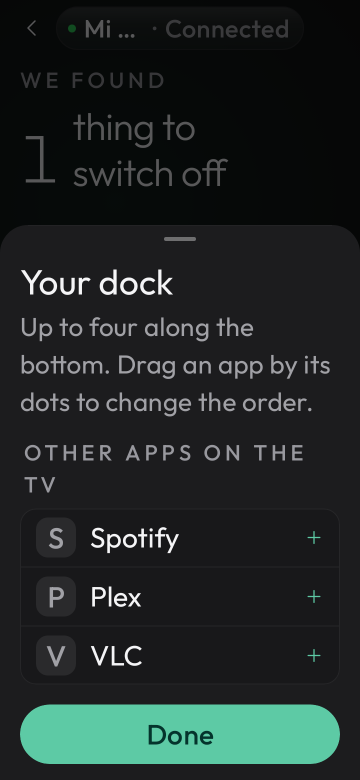 Mi ... · Connected
WE FOUND
1 thing to
switch off
Your dock
Up to four along the
bottom. Drag an app by its
dots to change the order.
OTHER APPS ON THE
TV
S Spotify +
P Plex +
V VLC +
Done